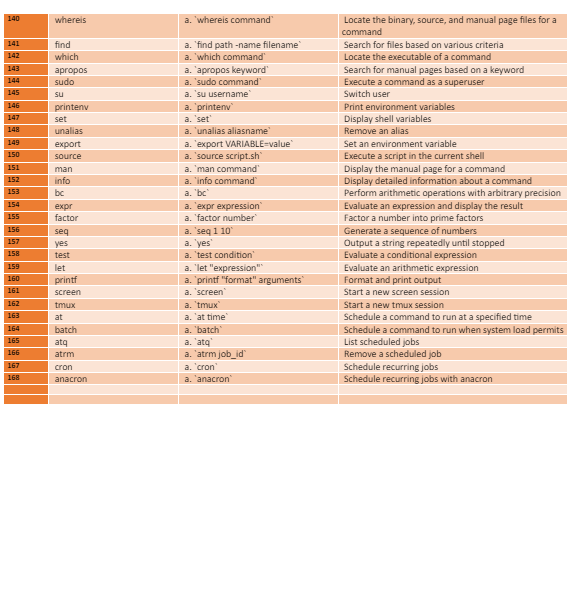 140 whereis a. `whereis command` Locate the binary, source, and manual page files for a
command
141 find a. `find path -name filename` Search for files based on various criteria
142 which a. `which command` Locate the executable of a command
143 apropos a. `apropos keyword` Search for manual pages based on a keyword
144 sudo a. `sudo command` Execute a command as a superuser
145 su a. `su username` Switch user
146 printenv a. `printenv` Print environment variables
147 set a. `set` Display shell variables
148 unalias a. `unalias aliasname` Remove an alias
149 export a. `export VARIABLE=value` Set an environment variable
150 source a. `source script.sh` Execute a script in the current shell
151 man a. `man command` Display the manual page for a command
152 info a. `info command` Display detailed information about a command
153 bc a. `bc` Perform arithmetic operations with arbitrary precision
154 expr a. `expr expression` Evaluate an expression and display the result
155 factor a. `factor number` Factor a number into prime factors
156 seq a. `seq 1 10` Generate a sequence of numbers
157 yes a. `yes` Output a string repeatedly until stopped
158 test a. `test condition` Evaluate a conditional expression
159 let a. `let "expression"` Evaluate an arithmetic expression
160 printf a. `printf "format" arguments` Format and print output
161 screen a. `screen` Start a new screen session
162 tmux a. `tmux` Start a new tmux session
163 at a. `at time` Schedule a command to run at a specified time
164 batch a. `batch` Schedule a command to run when system load permits
165 atq a. `atq` List scheduled jobs
166 atrm a. `atrm job_id` Remove a scheduled job
167 cron a. `cron` Schedule recurring jobs
168 anacron a. `anacron` Schedule recurring jobs with anacron